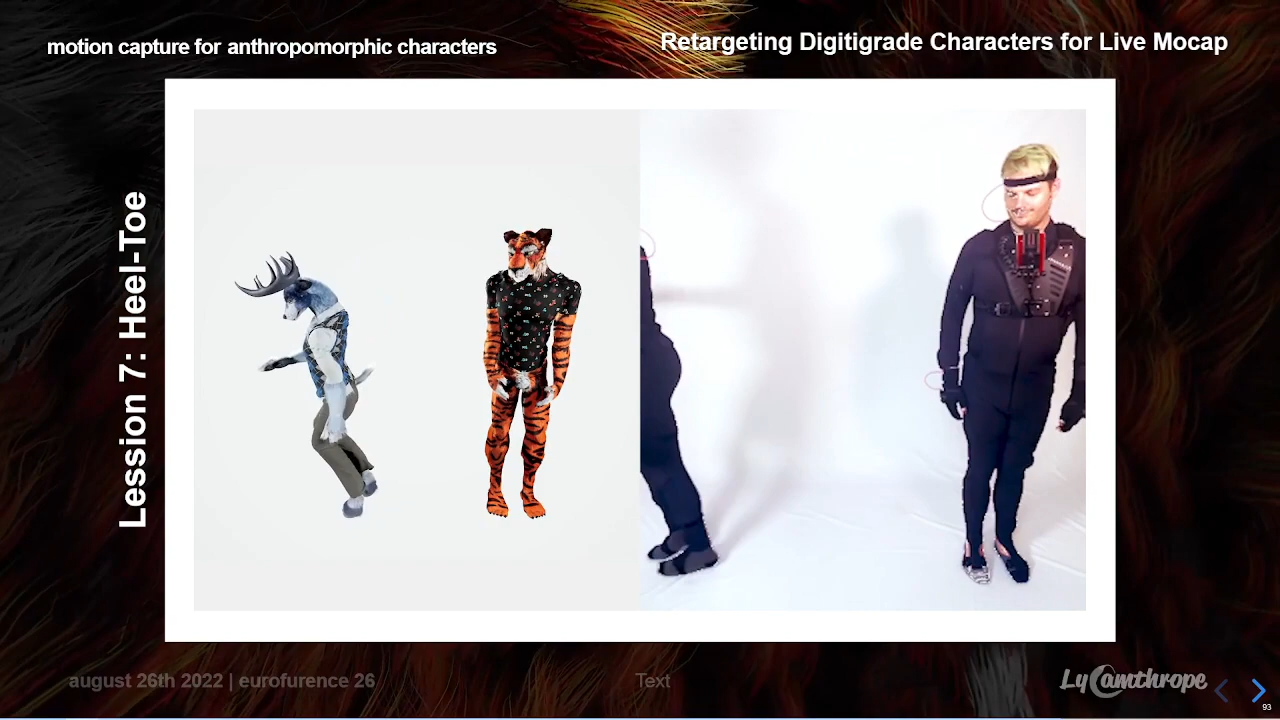 motion capture for anthropomorphic characters
Retargeting Digitigrade Characters for Live Mocap
Lession 7: Heel-Toe
august 26th 2022 | eurofurence 26
Text
LyCamthrope
93